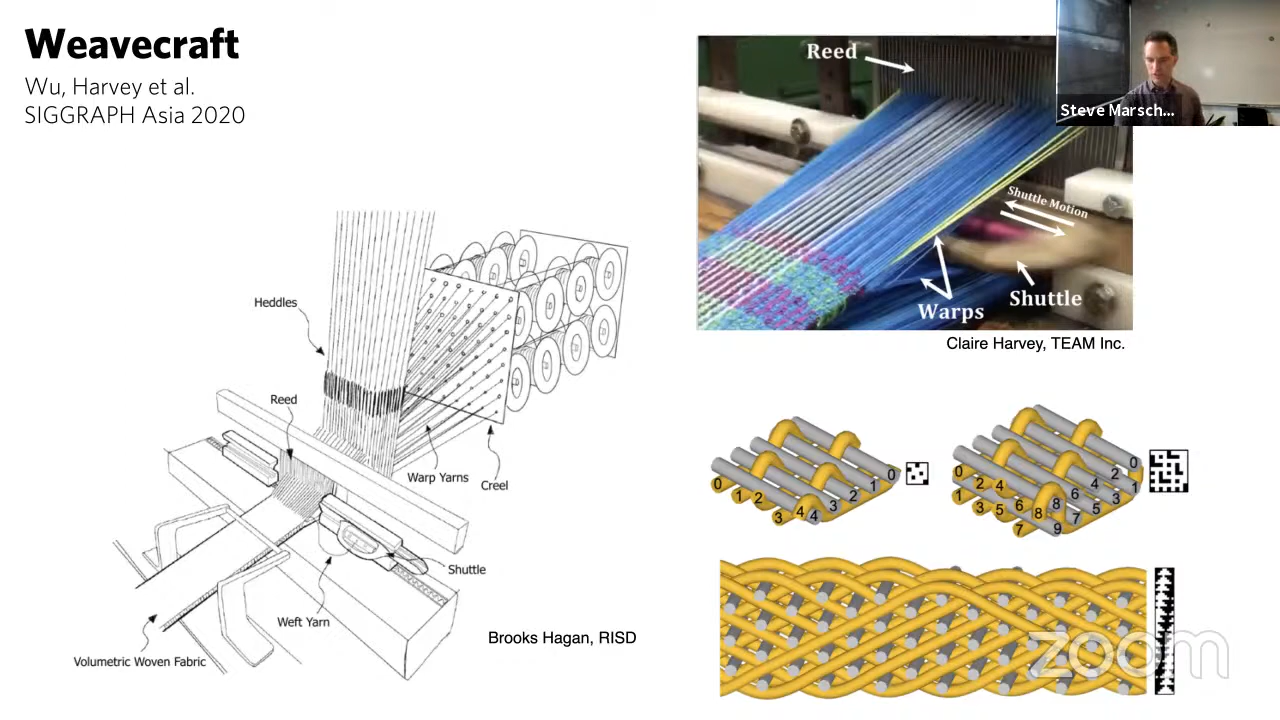 Weavecraft
Wu, Harvey et al.
SIGGRAPH Asia 2020
Reed
Steve Marsch...
Shuttle Motion
Shuttle
Warps
Claire Harvey, TEAM Inc.
Heddles
Reed
Warp Yarns
Creel
Shuttle
Weft Yarn
Volumetric Woven Fabric
Brooks Hagan, RISD
0 1 2 3 4
4 3 2 1 0
0 2 4 6 8
1 3 5 7
8 6 4 2 0
9 7 5 3 1
zoom